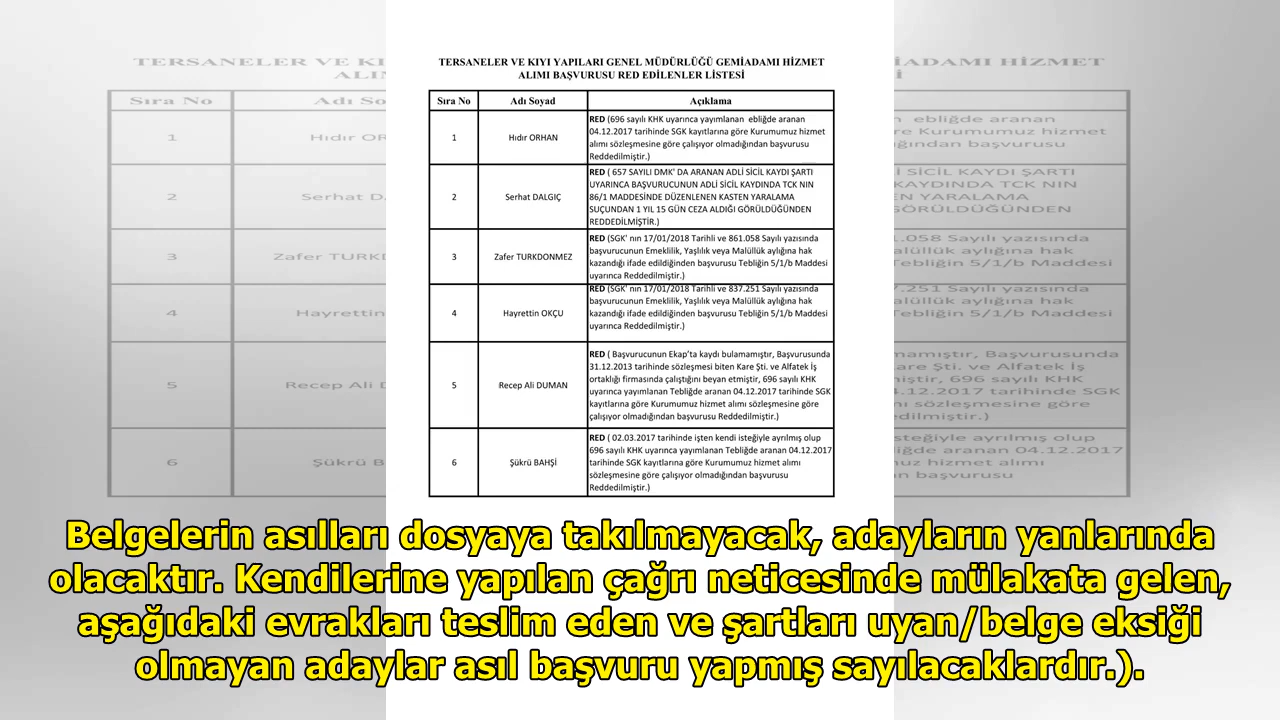 TERSANELER VE KIYI YAPILARI GENEL MÜDÜRLÜĞÜ GEMİADAMI HİZMET
ALIMI BAŞVURUSU RED EDİLENLER LİSTESİ
Sıra No Adı Soyad Açıklama
1 Hıdır ORHAN RED (696 sayılı KHK uyarınca yayımlanan ebliğde aranan
04.12.2017 tarihinde SGK kayıtlarına göre Kurumumuz hizmet
alımı sözleşmesine göre çalışıyor olmadığından başvurusu
Reddedilmiştir.)
2 Serhat DALGIÇ RED ( 657 SAYILI DMK' DA ARANAN ADLİ SİCİL KAYDI ŞARTI
UYARINCA BAŞVURUCUNUN ADLİ SİCİL KAYDINDA TCK NIN
86/1 MADDESİNDE DÜZENLENEN KASTEN YARALAMA
SUÇUNDAN 1 YIL 15 GÜN CEZA ALDIĞI GÖRÜLDÜĞÜNDEN
REDDEDİLMİŞTİR.)
3 Zafer TURKDONMEZ RED (SGK' nın 17/01/2018 Tarihli ve 861.058 Sayılı yazısında
başvurucunun Emeklilik, Yaşlılık veya Malüllük aylığına hak
kazandığı ifade edildiğinden başvurusu Tebliğin 5/1/b Maddesi
uyarınca Reddedilmiştir.)
4 Hayrettin OKÇU RED (SGK' nın 17/01/2018 Tarihli ve 837.251 Sayılı yazısında
başvurucunun Emeklilik, Yaşlılık veya Malüllük aylığına hak
kazandığı ifade edildiğinden başvurusu Tebliğin 5/1/b Maddesi
uyarınca Reddedilmiştir.)
5 Recep Ali DUMAN RED ( Başvurucunun Ekap’ta kaydı bulamamıştır, Başvurusunda
31.12.2013 tarihinde sözleşmesi biten Kare Şti. ve Alfatek İş
ortaklığı firmasında çalıştığını beyan etmiştir, 696 sayılı KHK
uyarınca yayımlanan Tebliğde aranan 04.12.2017 tarihinde SGK
kayıtlarına göre Kurumumuz hizmet alımı sözleşmesine göre
çalışıyor olmadığından başvurusu Reddedilmiştir.)
6 Şükrü BAHŞİ RED ( 02.03.2017 tarihinde işten kendi isteğiyle ayrılmış olup
696 sayılı KHK uyarınca yayımlanan Tebliğde aranan 04.12.2017
tarihinde SGK kayıtlarına göre Kurumumuz hizmet alımı
sözleşmesine göre çalışıyor olmadığından başvurusu
Reddedilmiştir.)
Belgelerin asılları dosyaya takılmayacak, adayların yanlarında
olacaktır. Kendilerine yapılan çağrı neticesinde mülakata gelen,
aşağıdaki evrakları teslim eden ve şartları uyan/belge eksiği
olmayan adaylar asıl başvuru yapmış sayılacaklardır.).